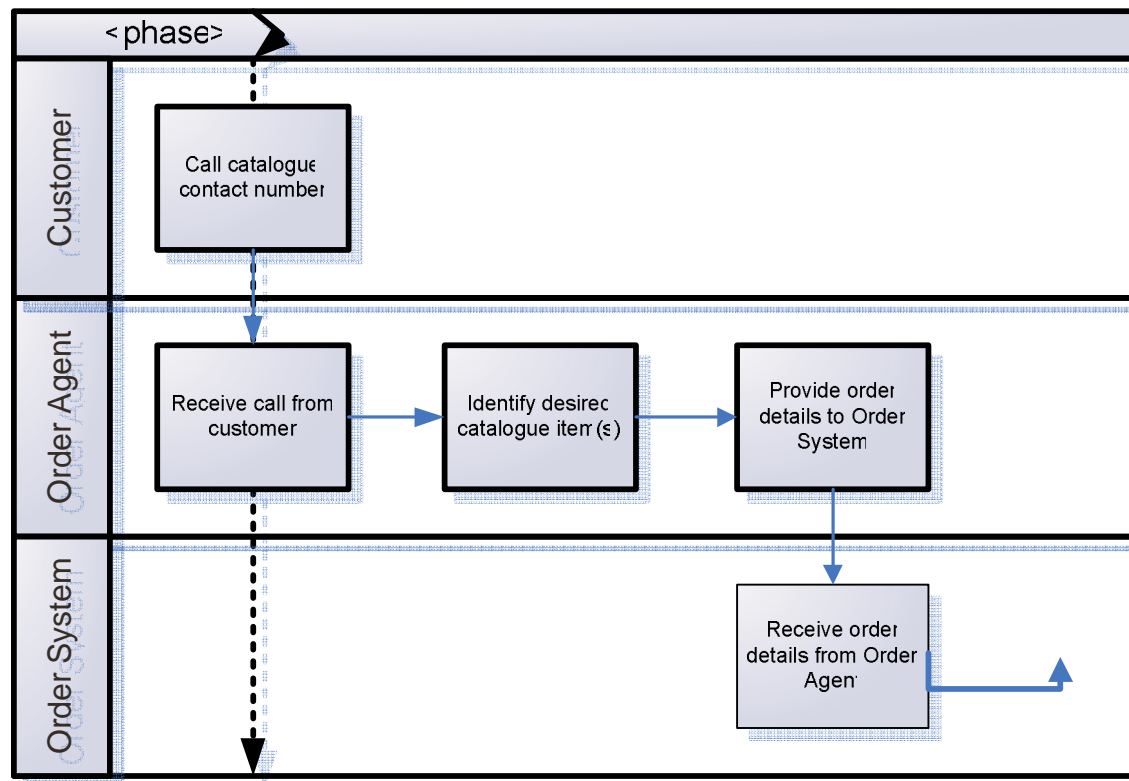 <phase>
Customer
Call catalogue
contact number
Order Agent
Receive call from
customer
Identify desired
catalogue item(s)
Provide order
details to Order
System
Order System
Receive order
details from Order
Agent